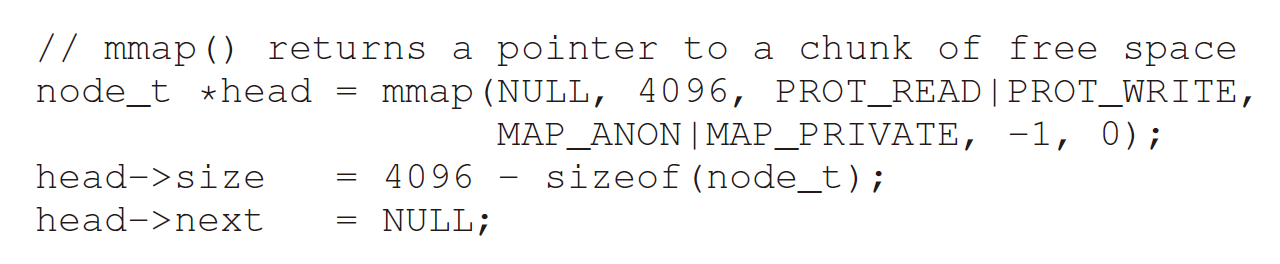 // mmap() returns a pointer to a chunk of free space
node_t *head = mmap(NULL, 4096, PROT_READ|PROT_WRITE,
                    MAP_ANON|MAP_PRIVATE, -1, 0);
head->size   = 4096 - sizeof(node_t);
head->next   = NULL;